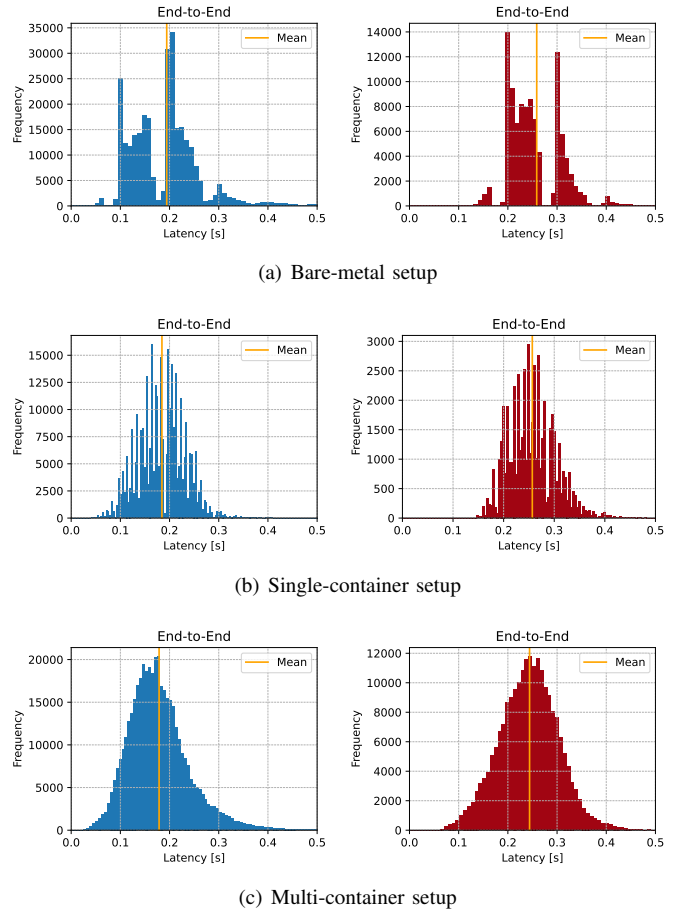 End-to-End
35000
30000
25000
20000
15000
10000
5000
0
Frequency
Mean
0.0 0.1 0.2 0.3 0.4 0.5
Latency [s]
End-to-End
14000
12000
10000
8000
6000
4000
2000
0
Frequency
Mean
0.0 0.1 0.2 0.3 0.4 0.5
Latency [s]
(a) Bare-metal setup
End-to-End
15000
12500
10000
7500
5000
2500
0
Frequency
Mean
0.0 0.1 0.2 0.3 0.4 0.5
Latency [s]
End-to-End
3000
2500
2000
1500
1000
500
0
Frequency
Mean
0.0 0.1 0.2 0.3 0.4 0.5
Latency [s]
(b) Single-container setup
End-to-End
20000
15000
10000
5000
0
Frequency
Mean
0.0 0.1 0.2 0.3 0.4 0.5
Latency [s]
End-to-End
12000
10000
8000
6000
4000
2000
0
Frequency
Mean
0.0 0.1 0.2 0.3 0.4 0.5
Latency [s]
(c) Multi-container setup